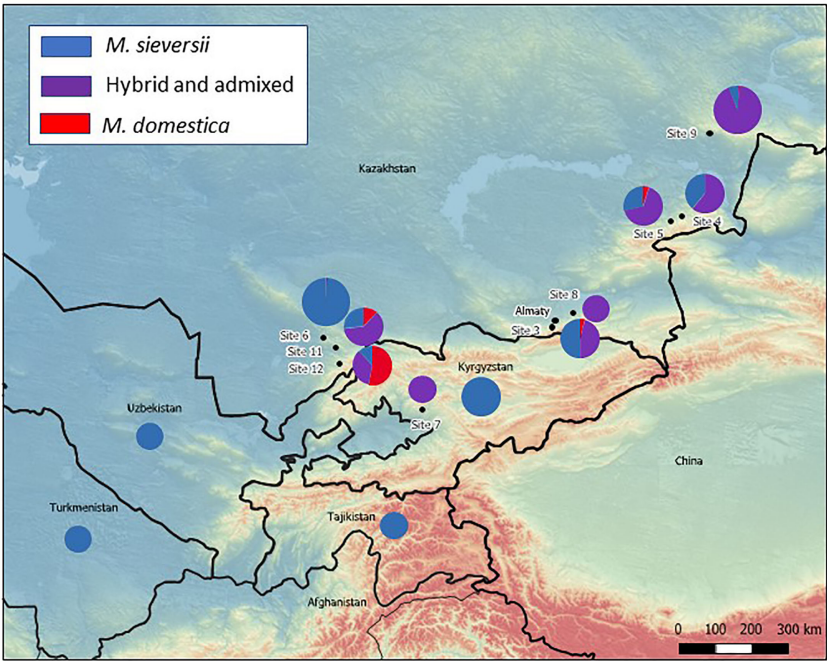 M. sieversii
Hybrid and admixed
M. domestica
Site 9
Kazakhstan
Site 4
Site 5
Site 8
Almaty
Site 3
Site 6
Site 11
Site 12
Kyrgyzstan
Uzbekistan
Site 7
China
Turkmenistan
Tajikistan
Afghanistan
0 100 200 300 km